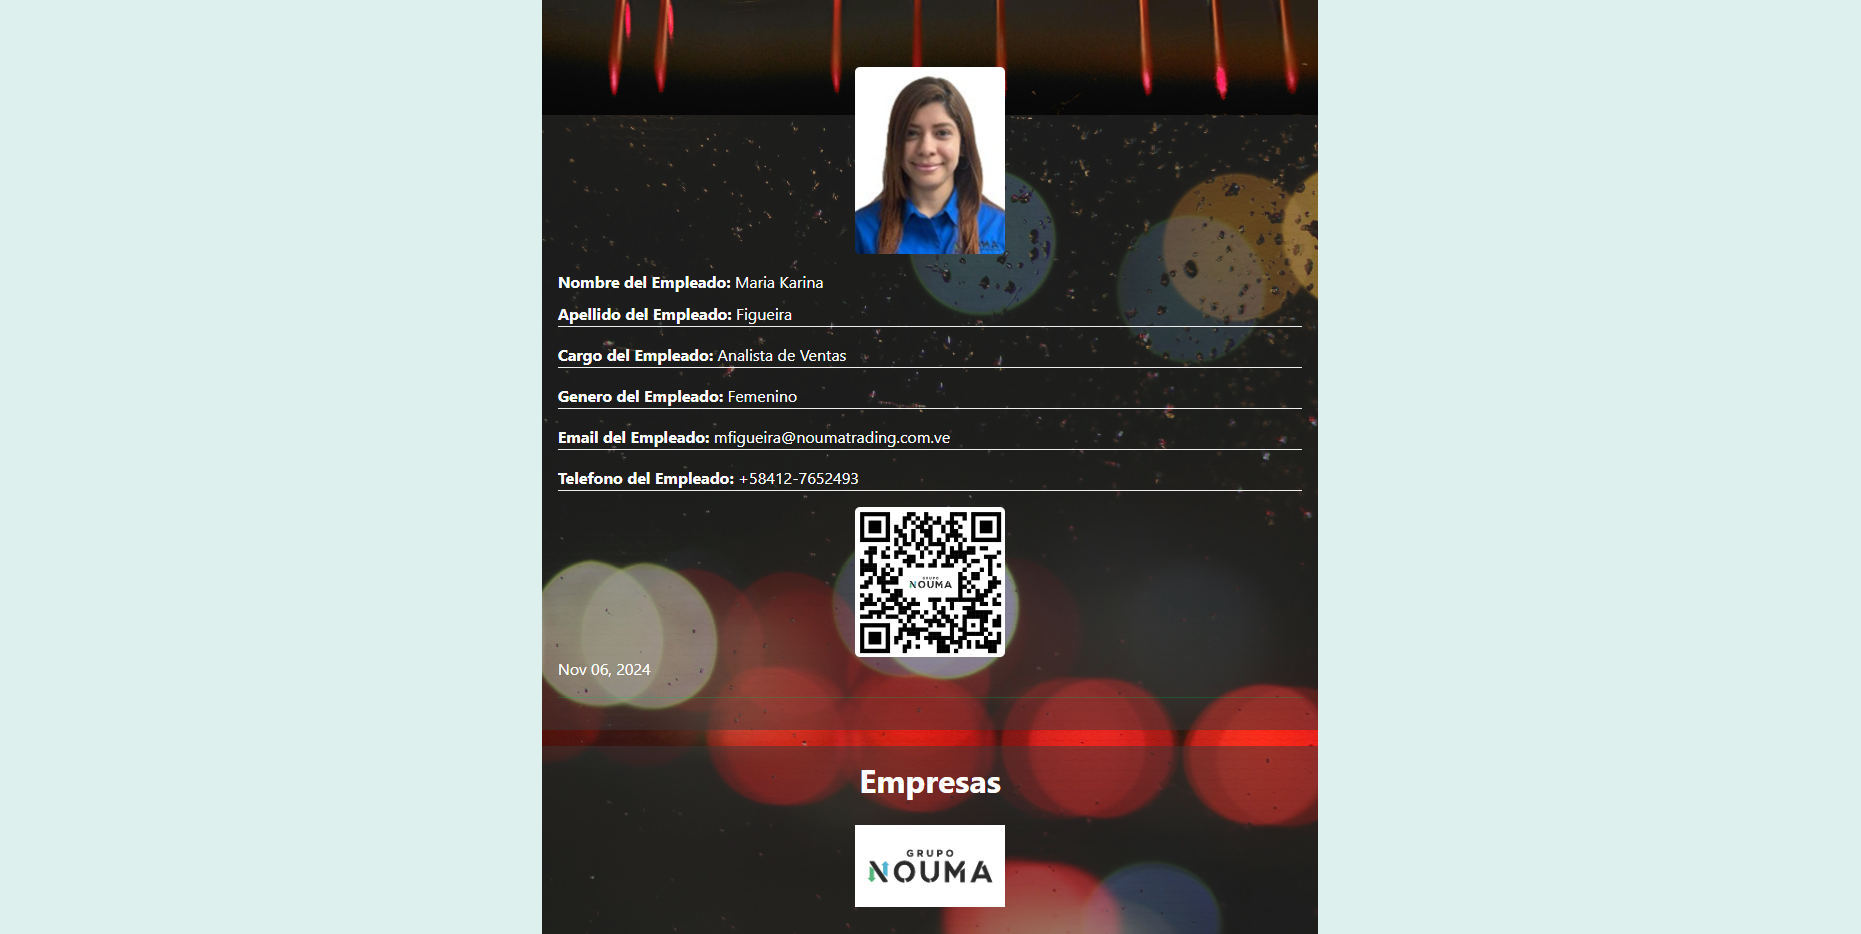 Nombre del Empleado: Maria Karina
Apellido del Empleado: Figueira
Cargo del Empleado: Analista de Ventas
Genero del Empleado: Femenino
Email del Empleado: mfigueira@noumatrading.com.ve
Telefono del Empleado: +58412-7652493
GRUPO
NOUMA
Nov 06, 2024
Empresas
GRUPO
NOUMA